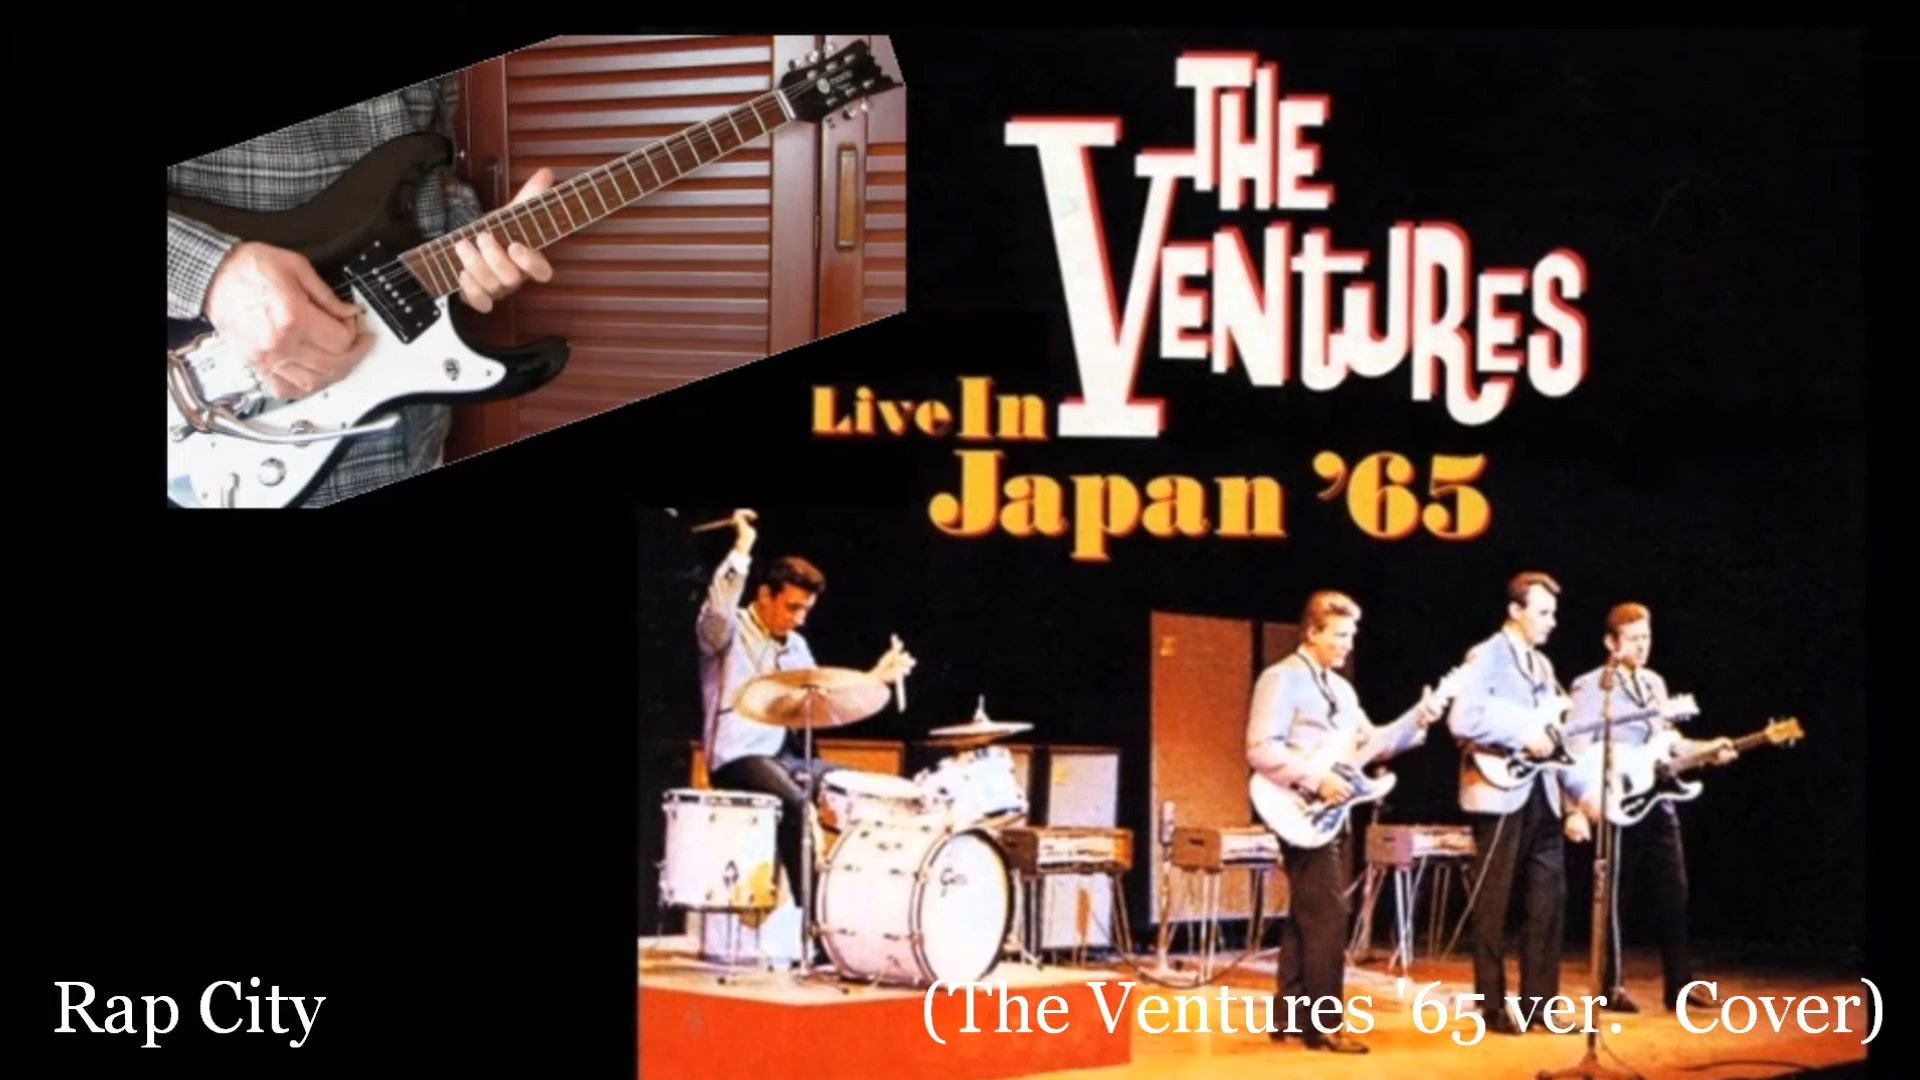 THE
VENTURES
Live In
Japan '65
Rap City
(The Ventures '65 ver. Cover)